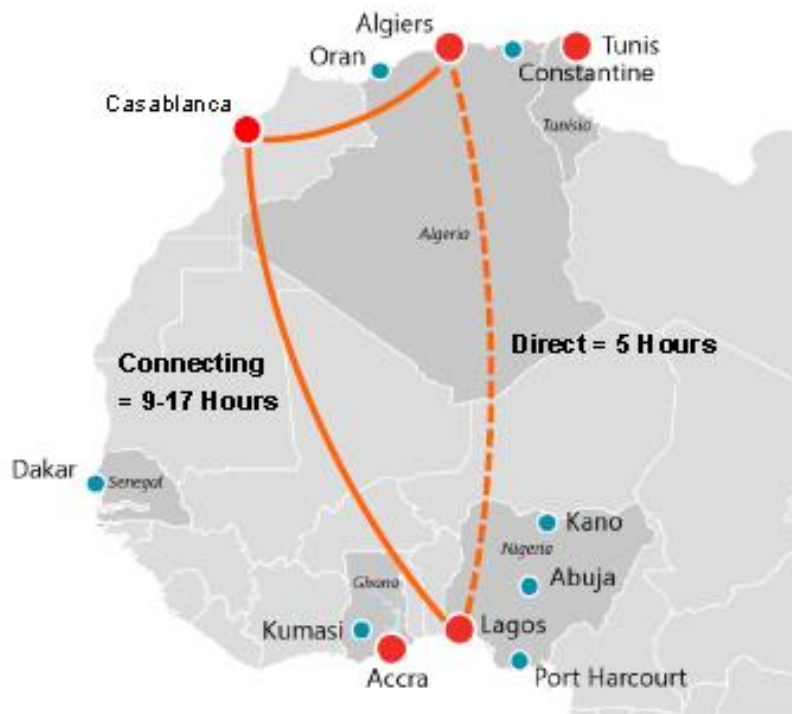 Algiers
Oran
Tunis
Constantine
Casablanca
Tunisia
Algeria
Direct = 5 Hours
Connecting
= 9-17 Hours
Dakar
Senegal
Kano
Nigeria
Abuja
Ghana
Kumasi
Lagos
Accra
Port Harcourt